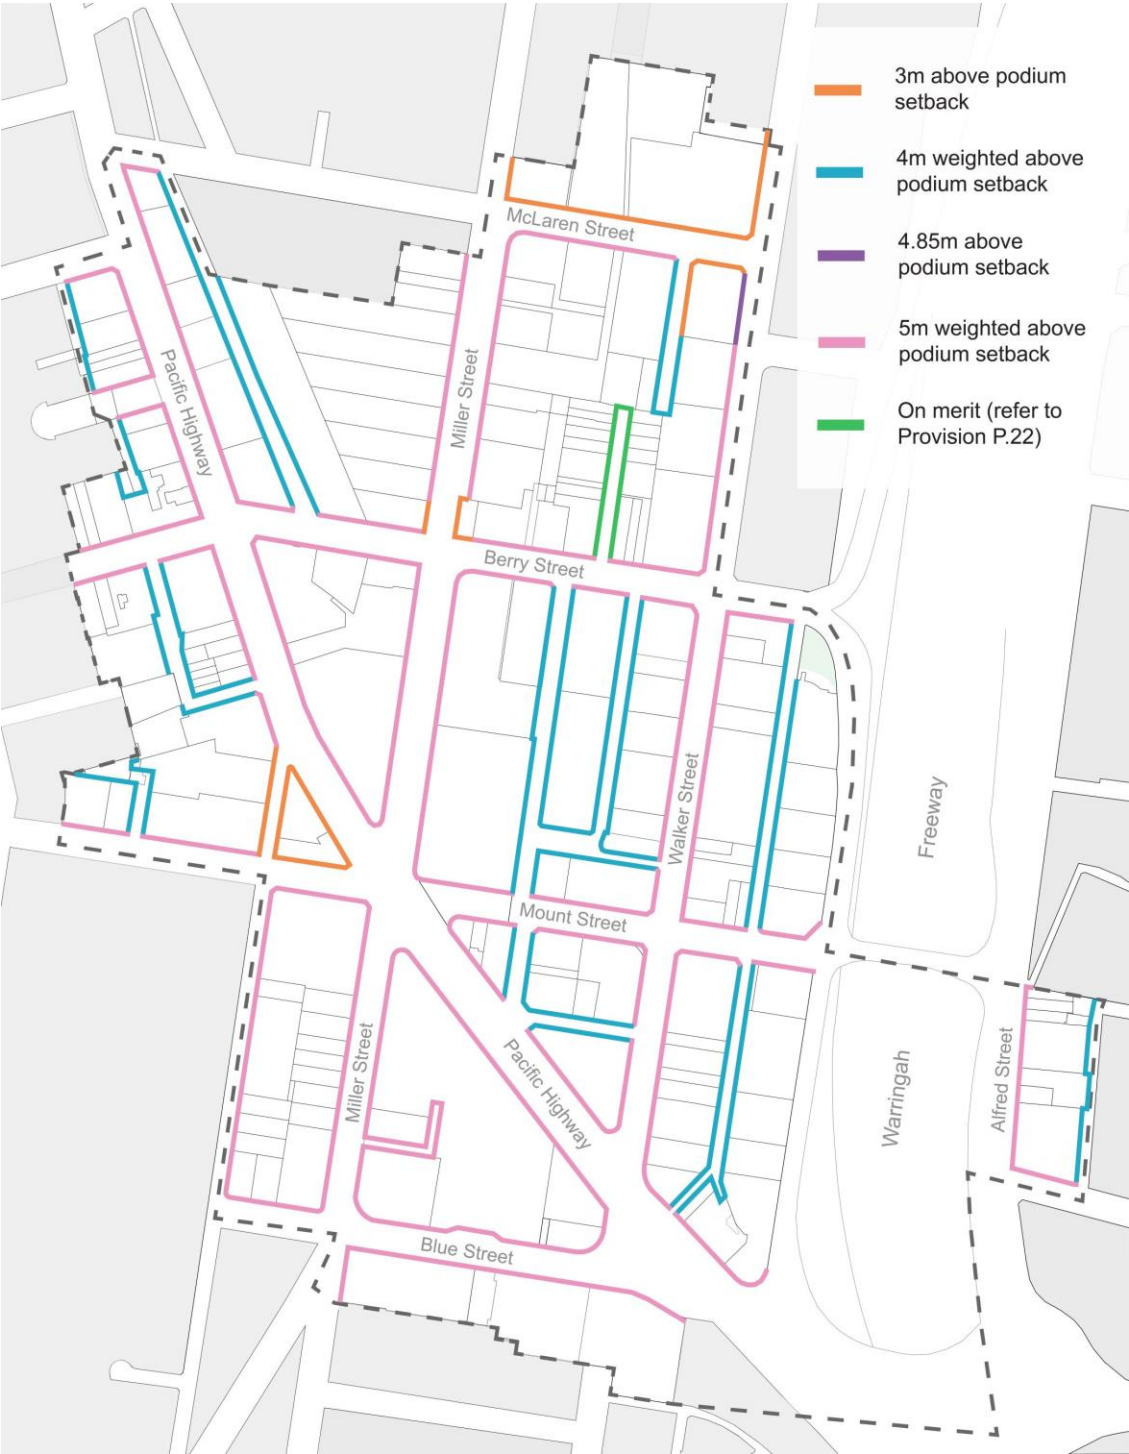 3m above podium
setback
4m weighted above
podium setback
4.85m above
podium setback
5m weighted above
podium setback
On merit (refer to
Provision P.22)
McLaren Street
Pacific Highway
Miller Street
Berry Street
Walker Street
Freeway
Mount Street
Miller Street
Pacific Highway
Warringah
Alfred Street
Blue Street